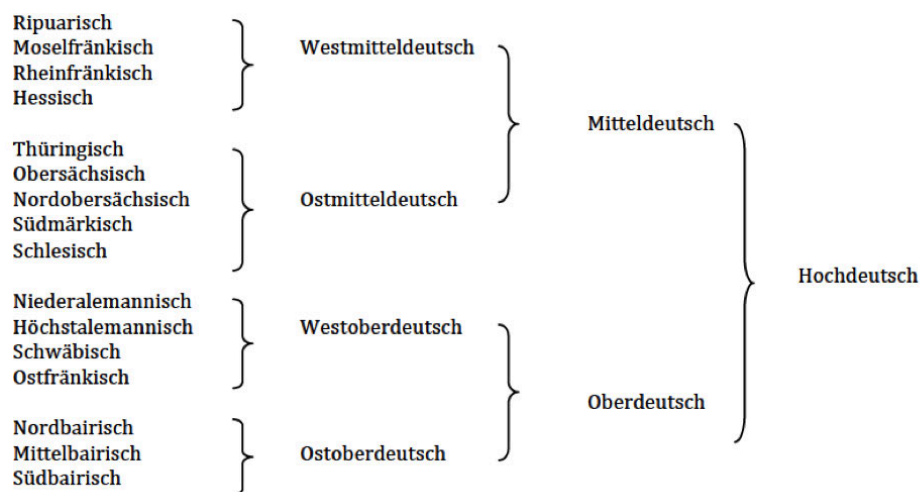 Ripuarisch
Moselfränkisch
Rheinfränkisch
Hessisch
Westmitteldeutsch
Thüringisch
Obersächsisch
Nordobersächsisch
Südmärkisch
Schlesisch
Ostmitteldeutsch
Mitteldeutsch
Niederalemannisch
Höchstalemannisch
Schwäbisch
Ostfränkisch
Westoberdeutsch
Nordbairisch
Mittelbairisch
Südbairisch
Ostoberdeutsch
Oberdeutsch
Hochdeutsch